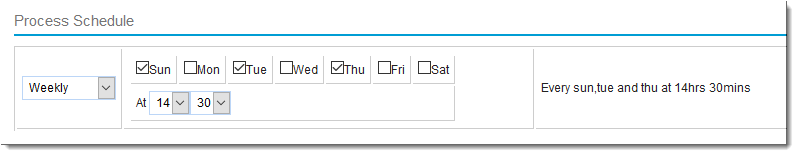 Process Schedule
Weekly
Sun Mon Tue Wed Thu Fri Sat
At 14 30
Every sun,tue and thu at 14hrs 30mins